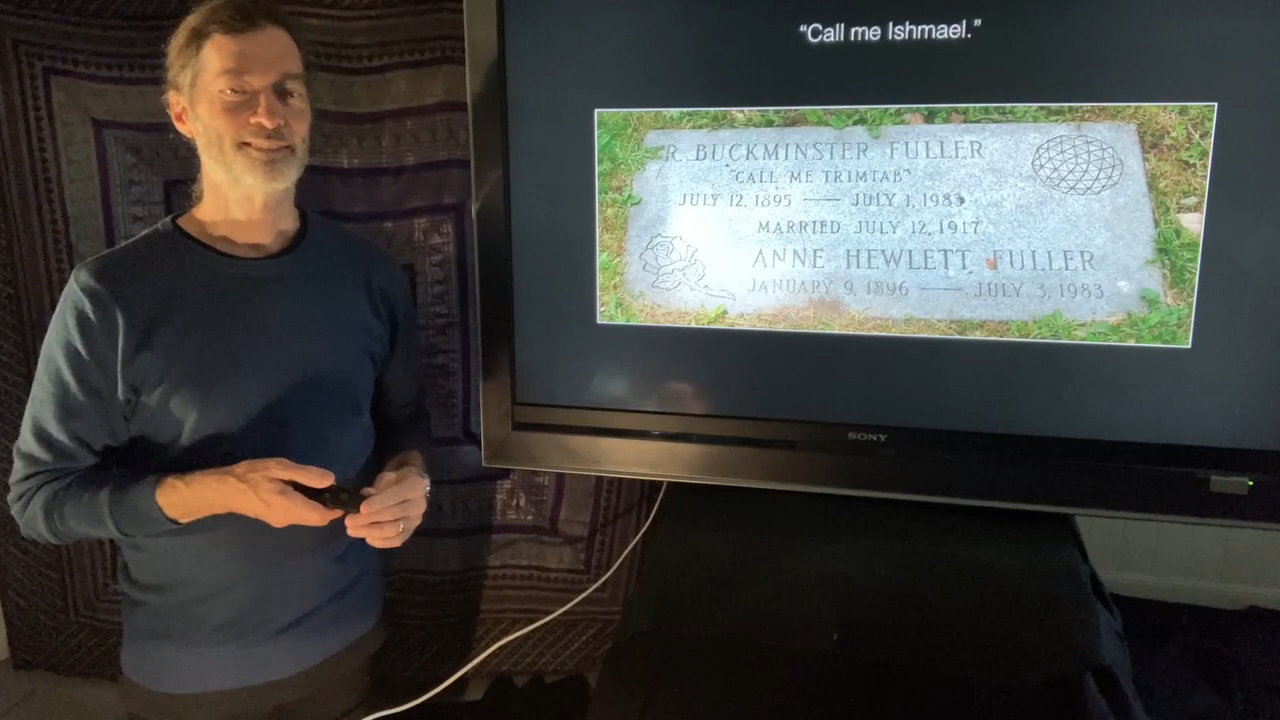 “Call me Ishmael.”
R. BUCKMINSTER FULLER
"CALL ME TRIMTAB"
JULY 12, 1895 — JULY 1, 1983
MARRIED JULY 12, 1917
ANNE HEWLETT FULLER
JANUARY 9, 1896 — JULY 3, 1983
SONY